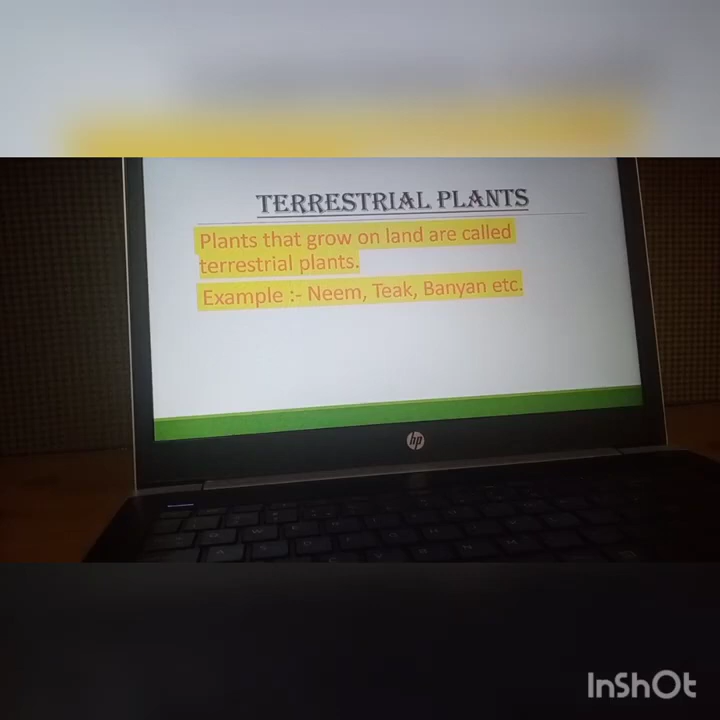 TERRESTRIAL PLANTS
Plants that grow on land are called
terrestrial plants.
Example :- Neem, Teak, Banyan etc.
hp
InShOt